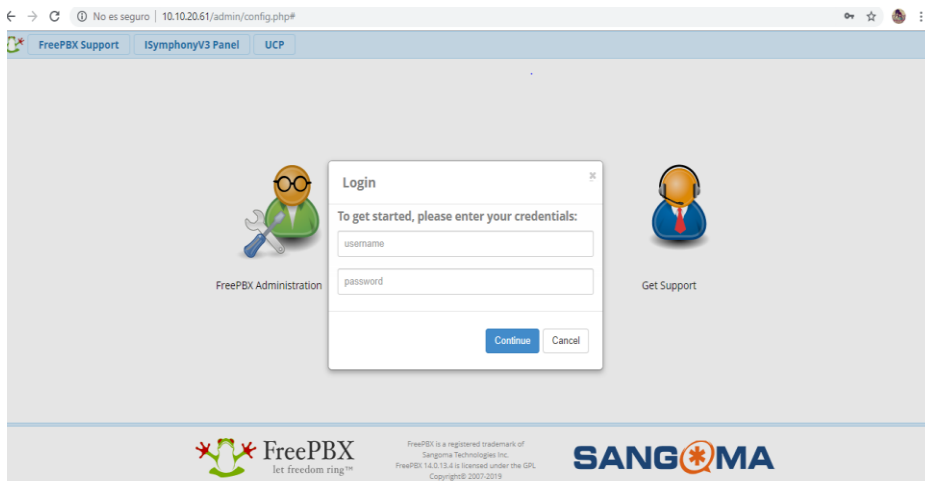 No es seguro | 10.10.20.61/admin/config.php#
FreePBX Support ISymphonyV3 Panel UCP
Login
To get started, please enter your credentials:
username
password
FreePBX Administration
Get Support
Continue Cancel
FreePBX
let freedom ring™
FreePBX is a registered trademark of
Sangoma Technologies Inc.
FreePBX 14.0.13.4 is licensed under the GPL
Copyright© 2007-2019
SANGOMA